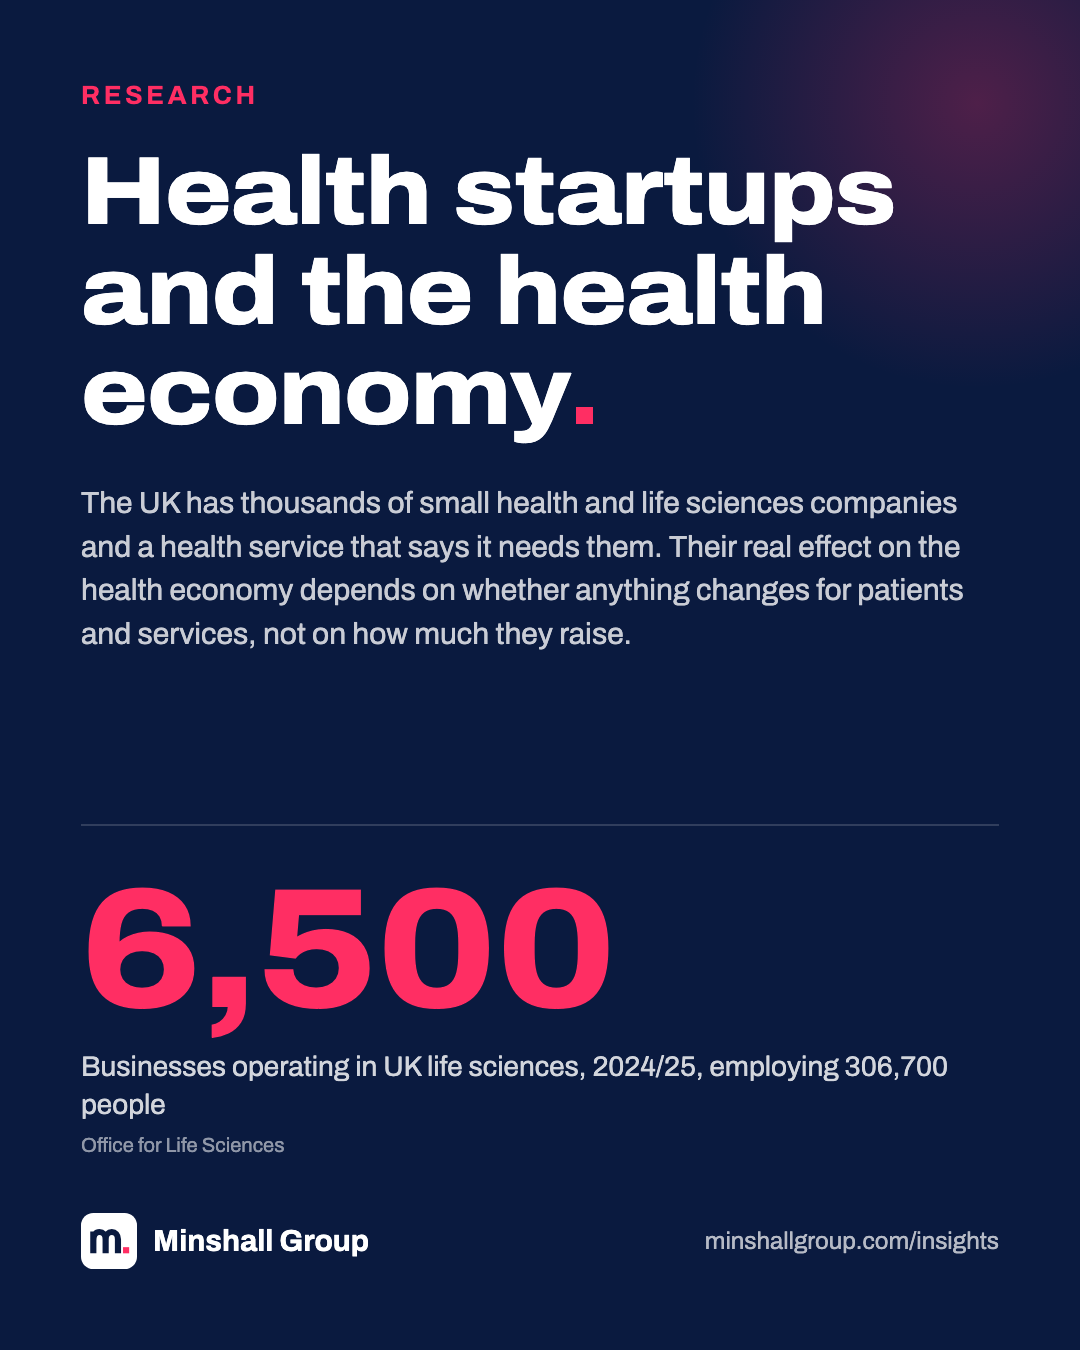 RESEARCH
Health startups
and the health
economy.
The UK has thousands of small health and life sciences companies
and a health service that says it needs them. Their real effect on the
health economy depends on whether anything changes for patients
and services, not on how much they raise.
6,500
Businesses operating in UK life sciences, 2024/25, employing 306,700
people
Office for Life Sciences
m. Minshall Group
minshallgroup.com/insights